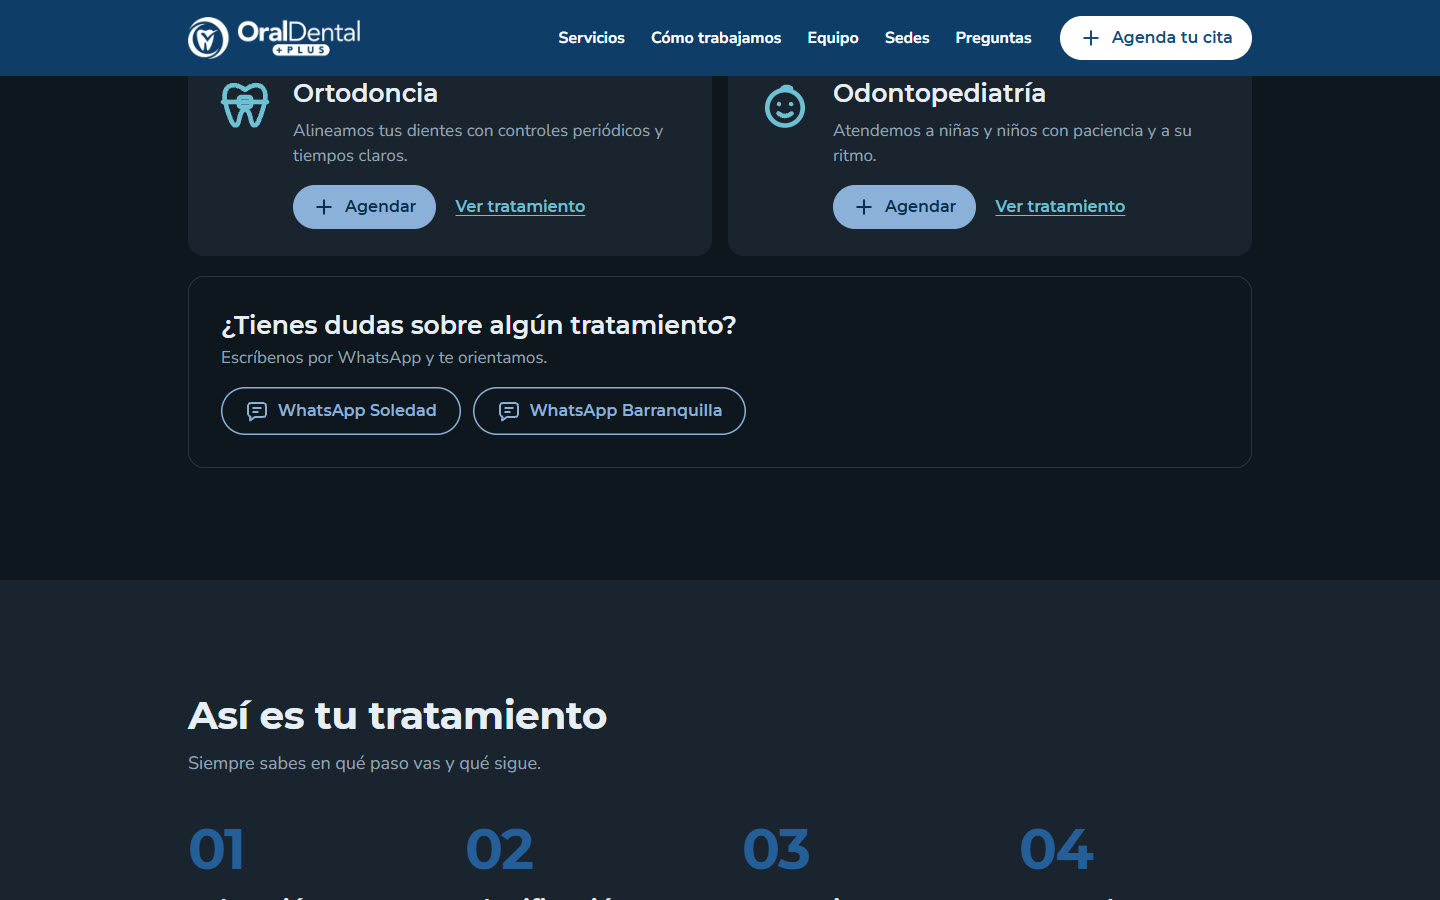 OralDental
+PLUS
Servicios
Cómo trabajamos
Equipo
Sedes
Preguntas
Agenda tu cita
Ortodoncia
Alineamos tus dientes con controles periódicos y
tiempos claros.
Agendar
Ver tratamiento
Odontopediatría
Atendemos a niñas y niños con paciencia y a su
ritmo.
Agendar
Ver tratamiento
¿Tienes dudas sobre algún tratamiento?
Escríbenos por WhatsApp y te orientamos.
WhatsApp Soledad
WhatsApp Barranquilla
Así es tu tratamiento
Siempre sabes en qué paso vas y qué sigue.
01
02
03
04